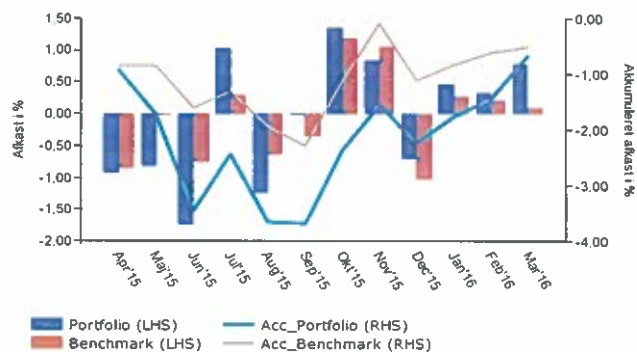 1.50
1.00
0.50
0.00
-0.50
-1.00
-1.50
-2.00
Afkast i %
0.00
-1.00
-2.00
-3.00
-4.00
Akkumuleret afkast i %
Apr'15
Maj'15
Jun'15
Jul'15
Aug'15
Sep'15
Okt'15
Nov'15
Dec'15
Jan'16
Feb'16
Mar'16
Portfolio (LHS) Acc_Portfolio (RHS)
Benchmark (LHS) Acc_Benchmark (RHS)